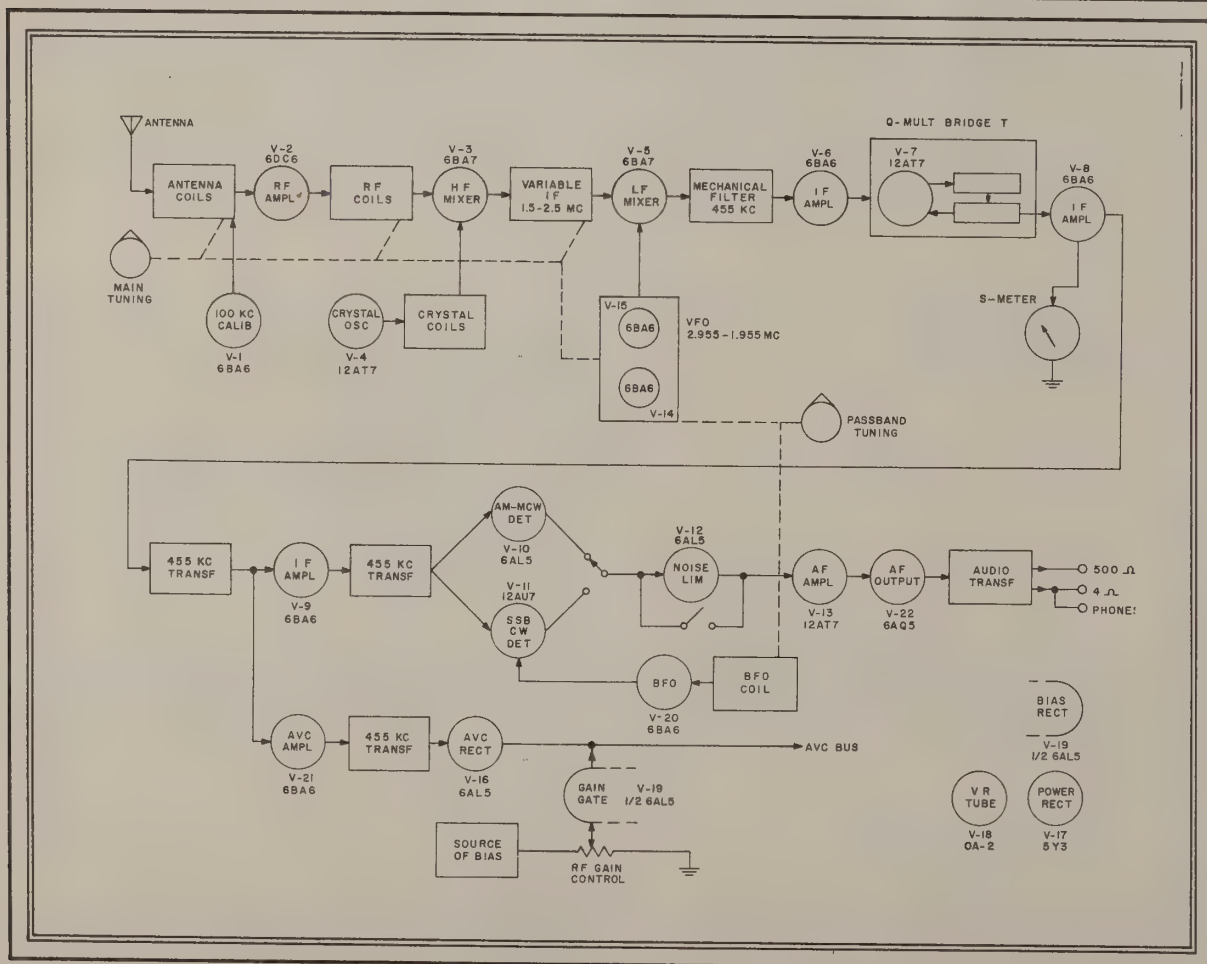 ANTENNA
ANTENNA
COILS
V-2
6DC6
RF
AMPL
RF
COILS
V-3
6BA7
HF
MIXER
VARIABLE
IF
1.5-2.5 MC
V-5
6BA7
LF
MIXER
MECHANICAL
FILTER
455 KC
V-6
6BA6
IF
AMPL
Q-MULT BRIDGE T
V-7
12AT7
V-8
6BA6
IF
AMPL
MAIN
TUNING
100 KC
CALIB
V-1
6BA6
CRYSTAL
OSC
V-4
12AT7
CRYSTAL
COILS
V-15
6BA6
6BA6
V-14
VFO
2.955-1.955 MC
S-METER
PASSBAND
TUNING
455 KC
TRANSF
IF
AMPL
V-9
6BA6
455 KC
TRANSF
AM-MCW
DET
V-10
6AL5
V-11
12AU7
SSB
CW
DET
V-12
6AL5
NOISE
LIM
AF
AMPL
V-13
12AT7
AF
OUTPUT
V-22
6AQ5
AUDIO
TRANSF
500 Ω
4 Ω
PHONES
BFO
V-20
6BA6
BFO
COIL
AVC
AMPL
V-21
6BA6
455 KC
TRANSF
AVC
RECT
V-16
6AL5
AVC BUS
GAIN
GATE
V-19
1/2 6AL5
SOURCE
OF BIAS
RF GAIN
CONTROL
BIAS
RECT
V-19
1/2 6AL5
VR
TUBE
V-18
OA-2
POWER
RECT
V-17
5Y3